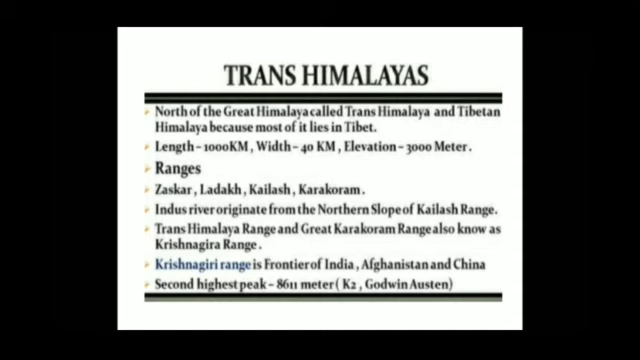 TRANS HIMALAYAS
North of the Great Himalaya called Trans Himalaya and Tibetan
Himalaya because most of it lies in Tibet.
Length - 1000KM , Width - 40 KM , Elevation - 3000 Meter .
Ranges
Zaskar , Ladakh , Kailash , Karakoram .
Indus river originate from the Northern Slope of Kailash Range.
Trans Himalaya Range and Great Karakoram Range also know as
Krishnagira Range .
Krishnagiri range is Frontier of India , Afghanistan and China
Second highest peak - 8611 meter ( K2 , Godwin Austen)